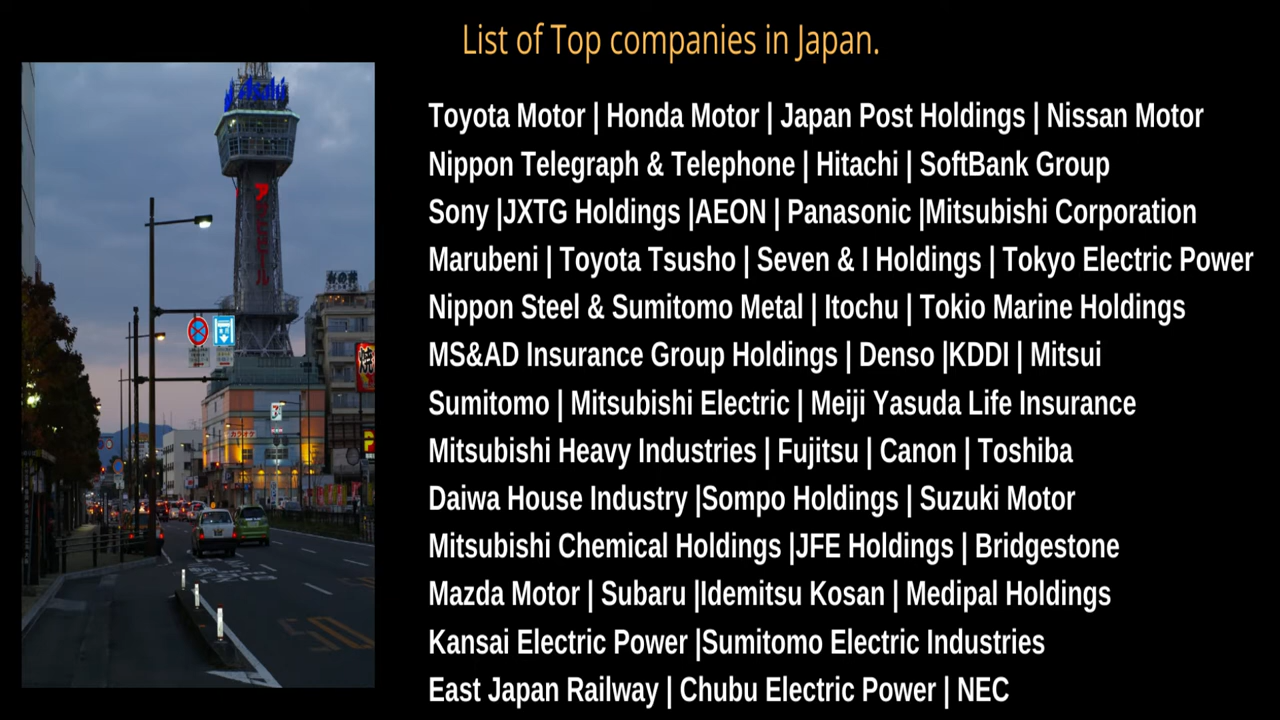 List of Top companies in Japan.
Toyota Motor | Honda Motor | Japan Post Holdings | Nissan Motor
Nippon Telegraph & Telephone | Hitachi | SoftBank Group
Sony |JXTG Holdings |AEON | Panasonic |Mitsubishi Corporation
Marubeni | Toyota Tsusho | Seven & I Holdings | Tokyo Electric Power
Nippon Steel & Sumitomo Metal | Itochu | Tokio Marine Holdings
MS&AD Insurance Group Holdings | Denso |KDDI | Mitsui
Sumitomo | Mitsubishi Electric | Meiji Yasuda Life Insurance
Mitsubishi Heavy Industries | Fujitsu | Canon | Toshiba
Daiwa House Industry |Sompo Holdings | Suzuki Motor
Mitsubishi Chemical Holdings |JFE Holdings | Bridgestone
Mazda Motor | Subaru |Idemitsu Kosan | Medipal Holdings
Kansai Electric Power |Sumitomo Electric Industries
East Japan Railway | Chubu Electric Power | NEC
Asahi
50